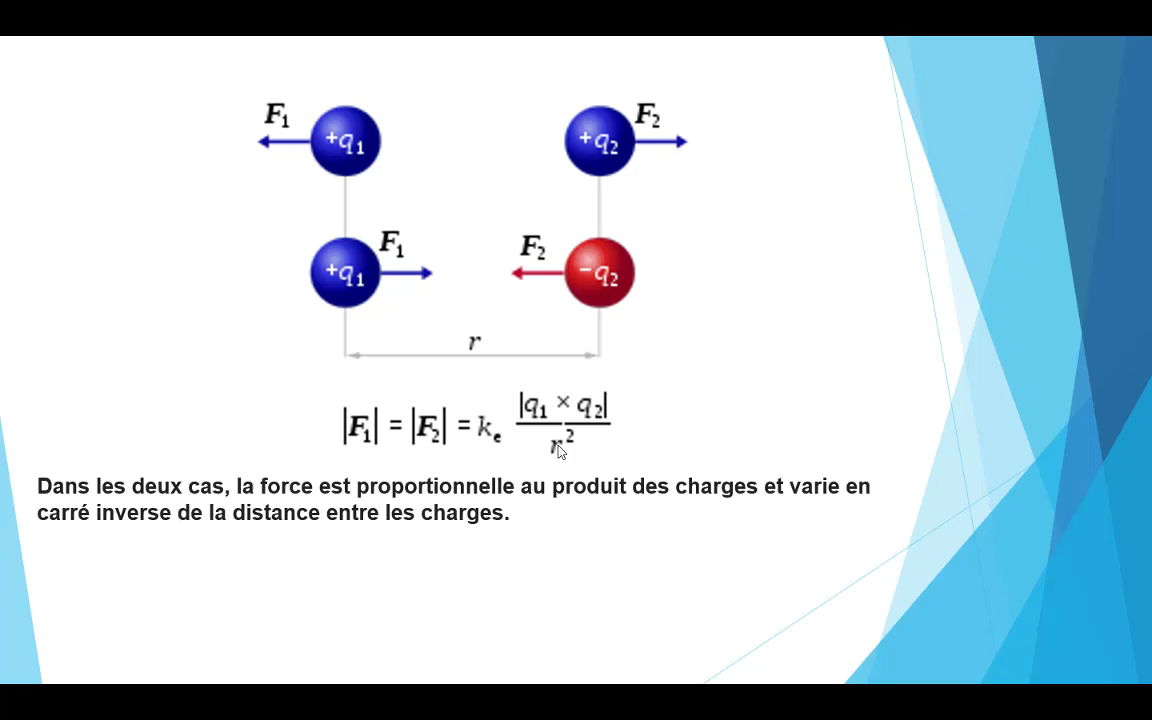 F₁ +q₁ +q₂ F₂
+q₁ F₁ F₂ −q₂
r
|F₁| = |F₂| = kₑ |q₁ × q₂| / r²
Dans les deux cas, la force est proportionnelle au produit des charges et varie en
carré inverse de la distance entre les charges.